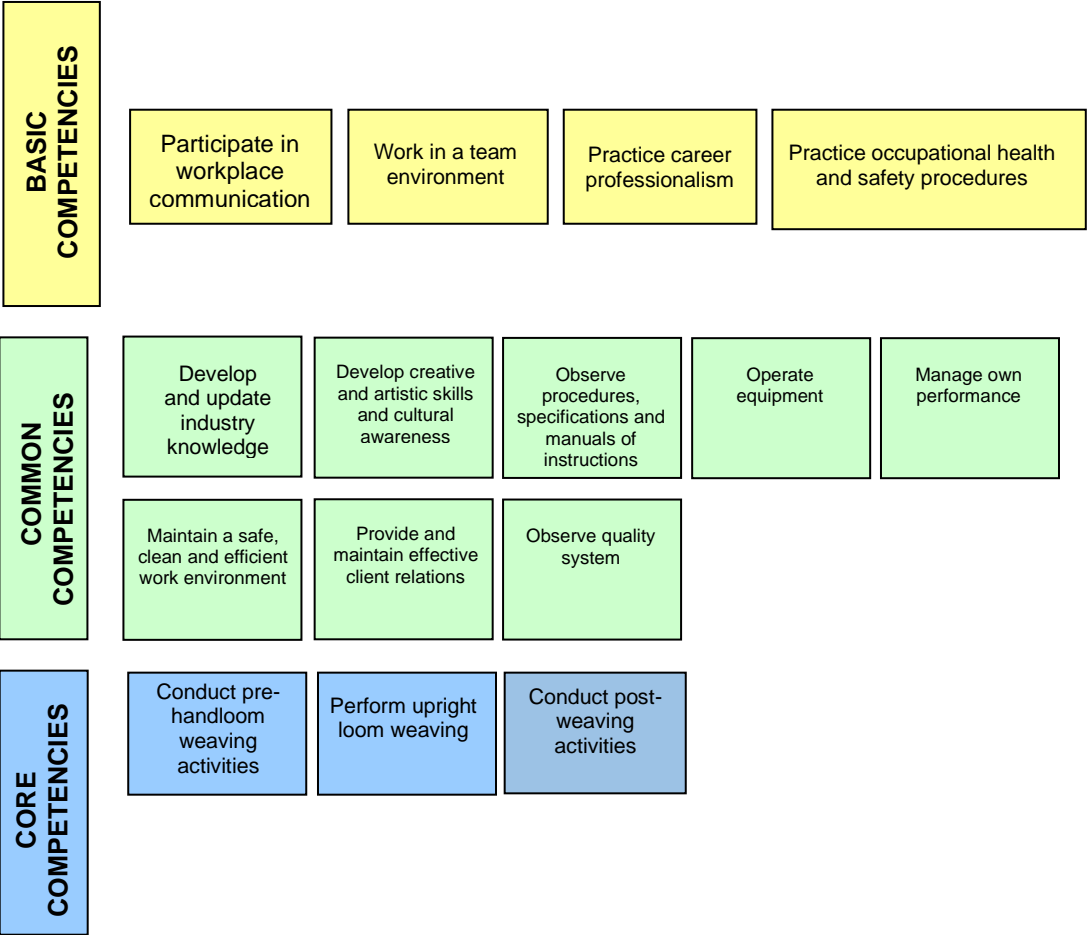 BASIC
COMPETENCIES
Participate in
workplace
communication
Work in a team
environment
Practice career
professionalism
Practice occupational health
and safety procedures
COMMON
COMPETENCIES
Develop
and update
industry
knowledge
Develop creative
and artistic skills
and cultural
awareness
Observe
procedures,
specifications and
manuals of
instructions
Operate
equipment
Manage own
performance
Maintain a safe,
clean and efficient
work environment
Provide and
maintain effective
client relations
Observe quality
system
CORE
COMPETENCIES
Conduct pre-
handloom
weaving
activities
Perform upright
loom weaving
Conduct post-
weaving
activities